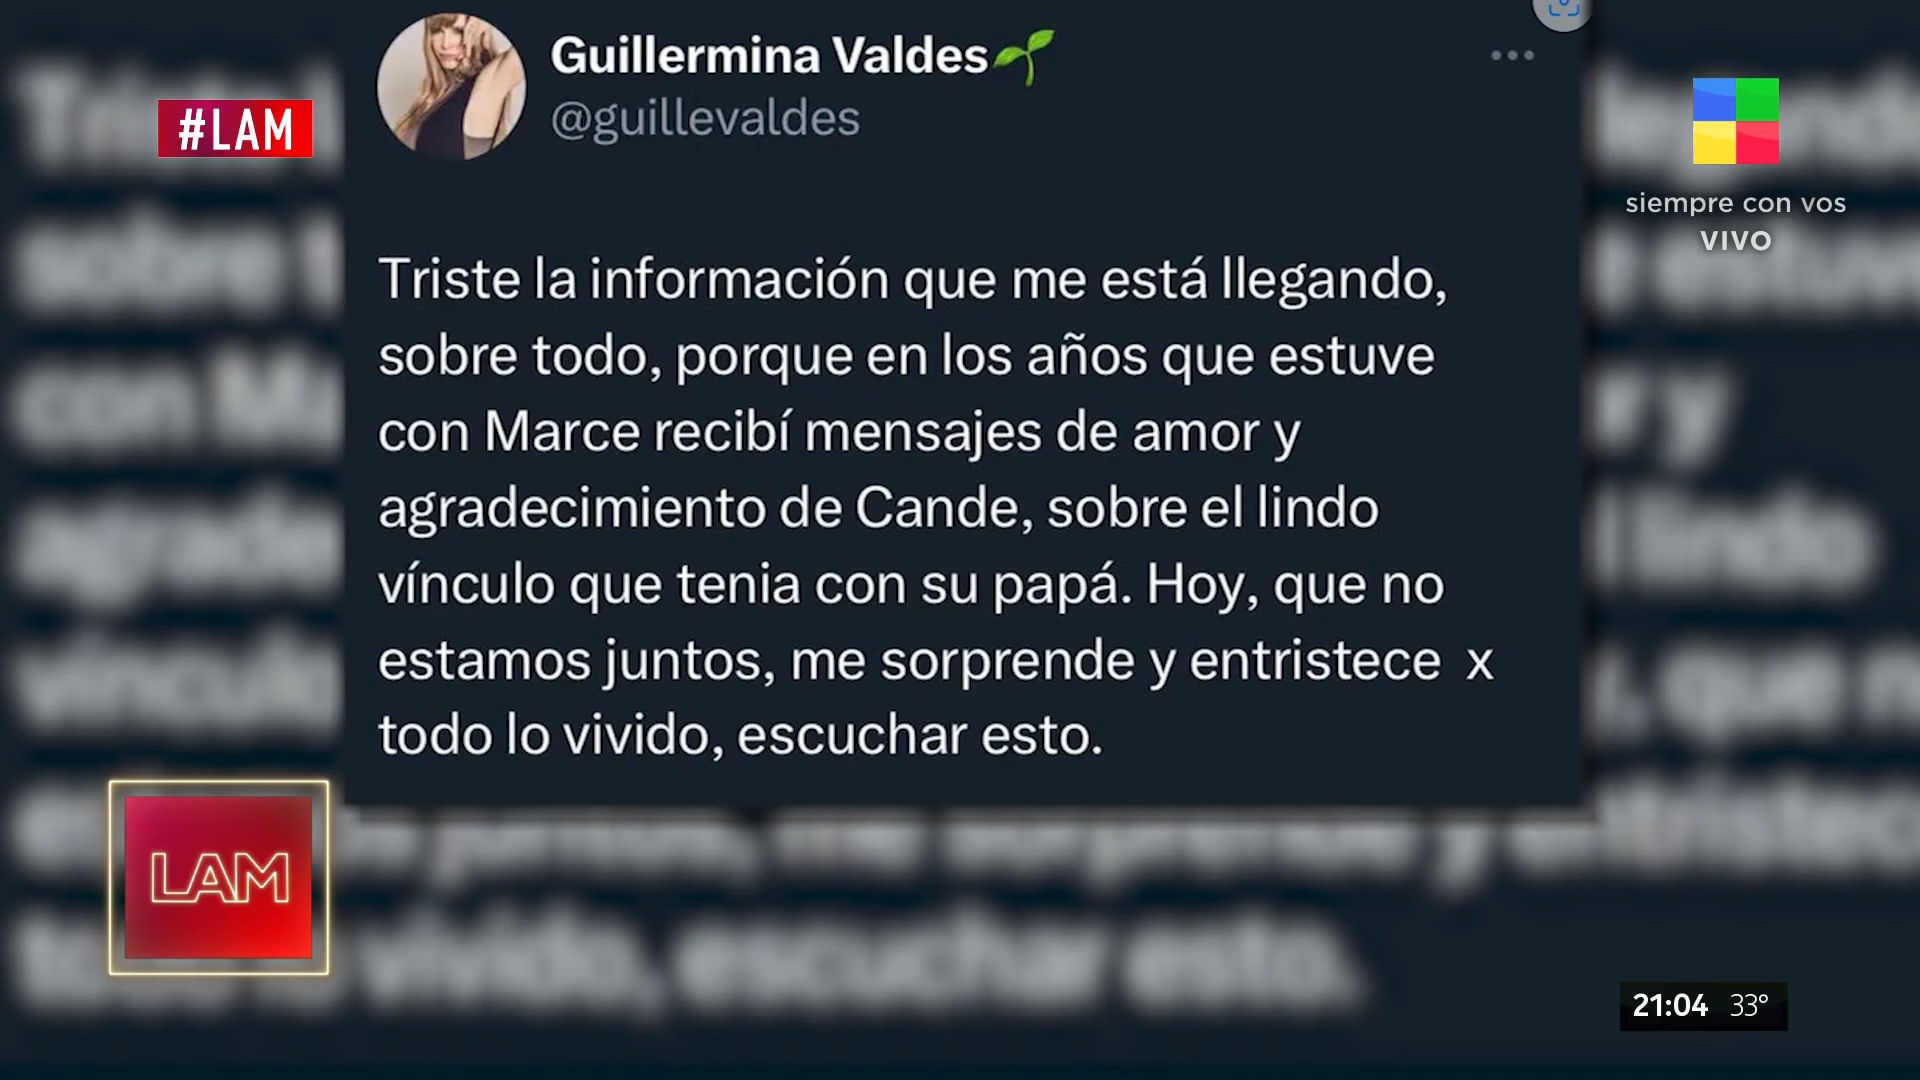 Guillermina Valdes🌱
@guillevaldes
#LAM
siempre con vos
VIVO
Triste la información que me está llegando,
sobre todo, porque en los años que estuve
con Marce recibí mensajes de amor y
agradecimiento de Cande, sobre el lindo
vínculo que tenia con su papá. Hoy, que no
estamos juntos, me sorprende y entristece  x
todo lo vivido, escuchar esto.
LAM
21:04 33°